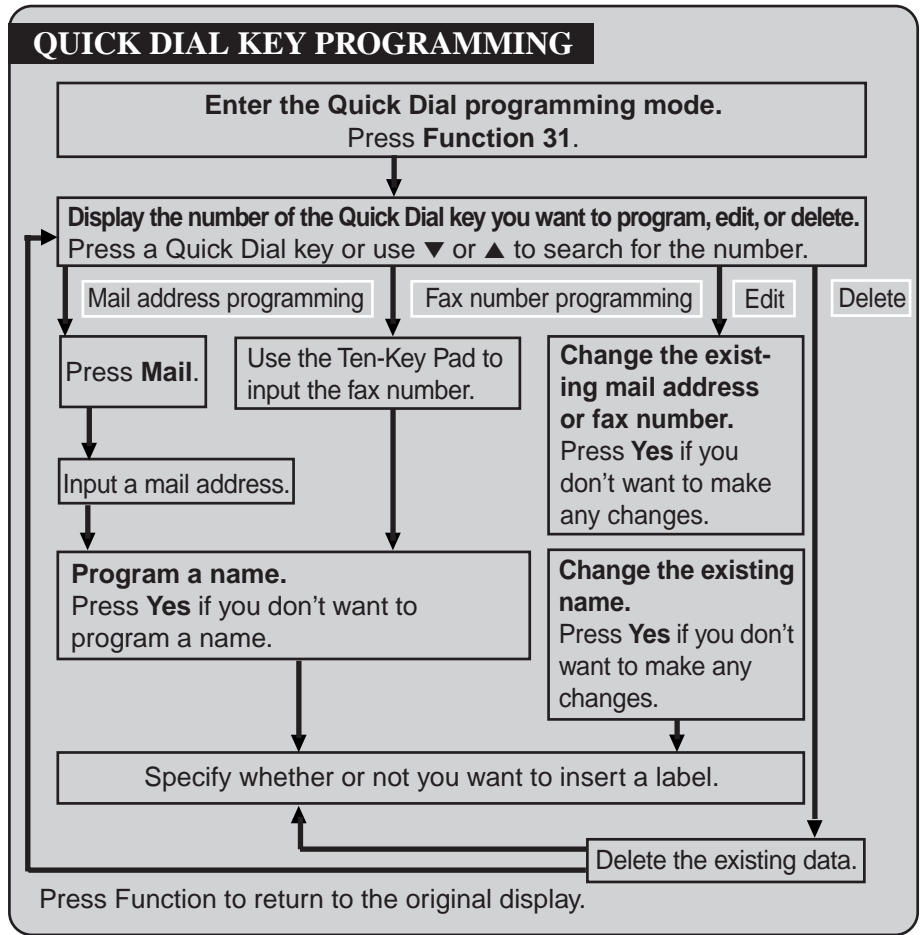 QUICK DIAL KEY PROGRAMMING
Enter the Quick Dial programming mode.
Press Function 31.
Display the number of the Quick Dial key you want to program, edit, or delete.
Press a Quick Dial key or use ▼ or ▲ to search for the number.
Mail address programming
Fax number programming
Edit
Delete
Press Mail.
Use the Ten-Key Pad to
input the fax number.
Change the exist-
ing mail address
or fax number.
Press Yes if you
don't want to make
any changes.
Input a mail address.
Program a name.
Press Yes if you don't want to
program a name.
Change the existing
name.
Press Yes if you don't
want to make any
changes.
Specify whether or not you want to insert a label.
Delete the existing data.
Press Function to return to the original display.